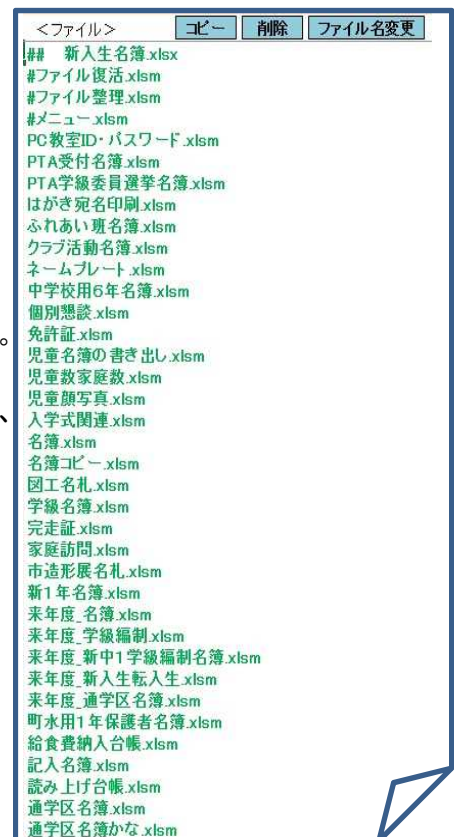 <ファイル> コピー 削除 ファイル名変更
## 新入生名簿.xlsx
#ファイル復活.xlsm
#ファイル整理.xlsm
#メニュー.xlsm
PC教室ID・パスワード.xlsm
PTA受付名簿.xlsm
PTA学級委員選挙名簿.xlsm
はがき宛名印刷.xlsm
ふれあい班名簿.xlsm
クラブ活動名簿.xlsm
ネームプレート.xlsm
中学校用6年名簿.xlsm
個別懇談.xlsm
免許証.xlsm
。
児童名簿の書き出し.xlsm
児童数家庭数.xlsm
児童顔写真.xlsm
、
入学式関連.xlsm
名簿.xlsm
名簿コピー.xlsm
図工名札.xlsm
学級名簿.xlsm
完走証.xlsm
家庭訪問.xlsm
市造形展名札.xlsm
新1年名簿.xlsm
来年度_名簿.xlsm
来年度_学級編制.xlsm
来年度_新中1学級編制名簿.xlsm
来年度_新入生転入生.xlsm
来年度_通学区名簿.xlsm
町水用1年保護者名簿.xlsm
給食費納入台帳.xlsm
記入名簿.xlsm
読み上げ台帳.xlsm
通学区名簿.xlsm
通学区名簿かな.xlsm